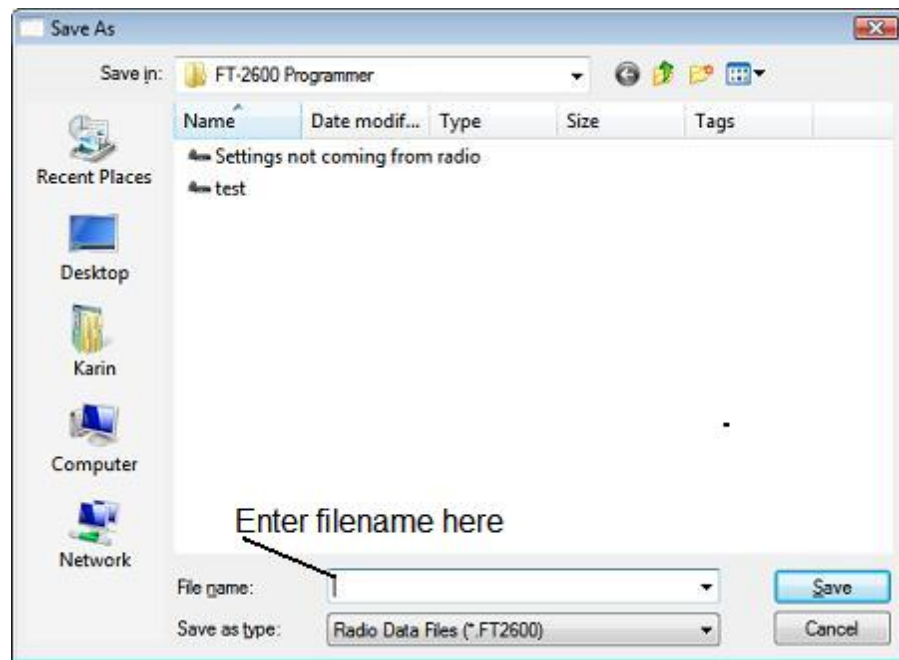 Save As
Save in: FT-2600 Programmer
Name Date modif... Type Size Tags
Settings not coming from radio
test
Recent Places
Desktop
Karin
Computer
Network
Enter filename here
File name:
Save
Save as type: Radio Data Files (*.FT2600)
Cancel